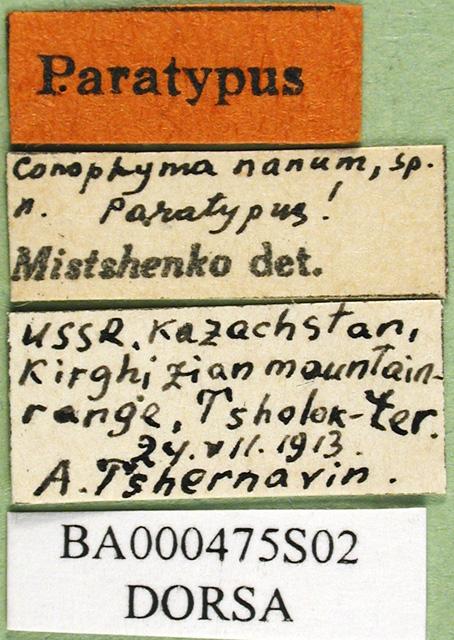 Paratypus
Conophyma nanum, sp.
n. Paratypus!
Mistshenko det.
USSR, Kazachstan,
Kirghizian mountain-
range, Tsholok-Ter.
24.VII.1913.
A. Tshernavin.
BA000475S02
DORSA